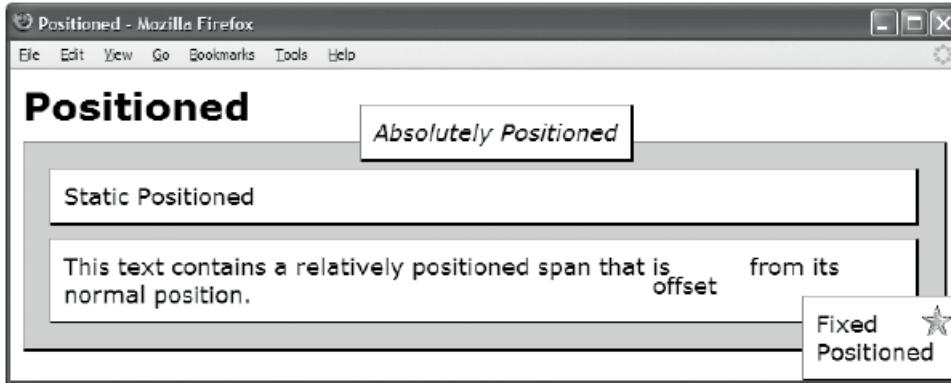 Positioned - Mozilla Firefox
File Edit View Go Bookmarks Tools Help
Positioned
Absolutely Positioned
Static Positioned
This text contains a relatively positioned span that is offset from its
normal position.
Fixed
Positioned